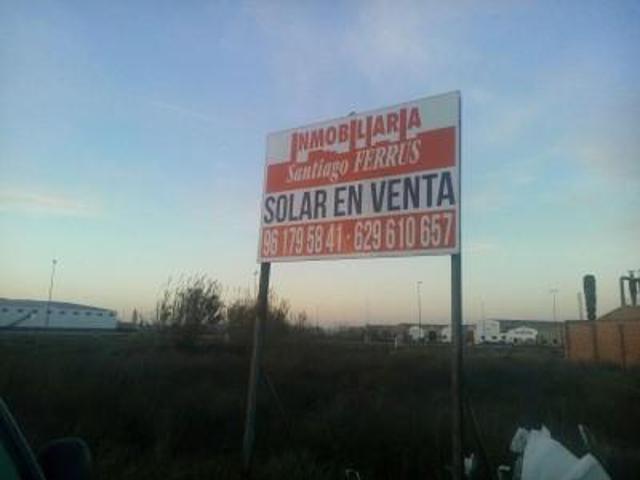 INMOBILIARIA
Santiago FERRUS
SOLAR EN VENTA
96 179 58 41 - 629 610 657